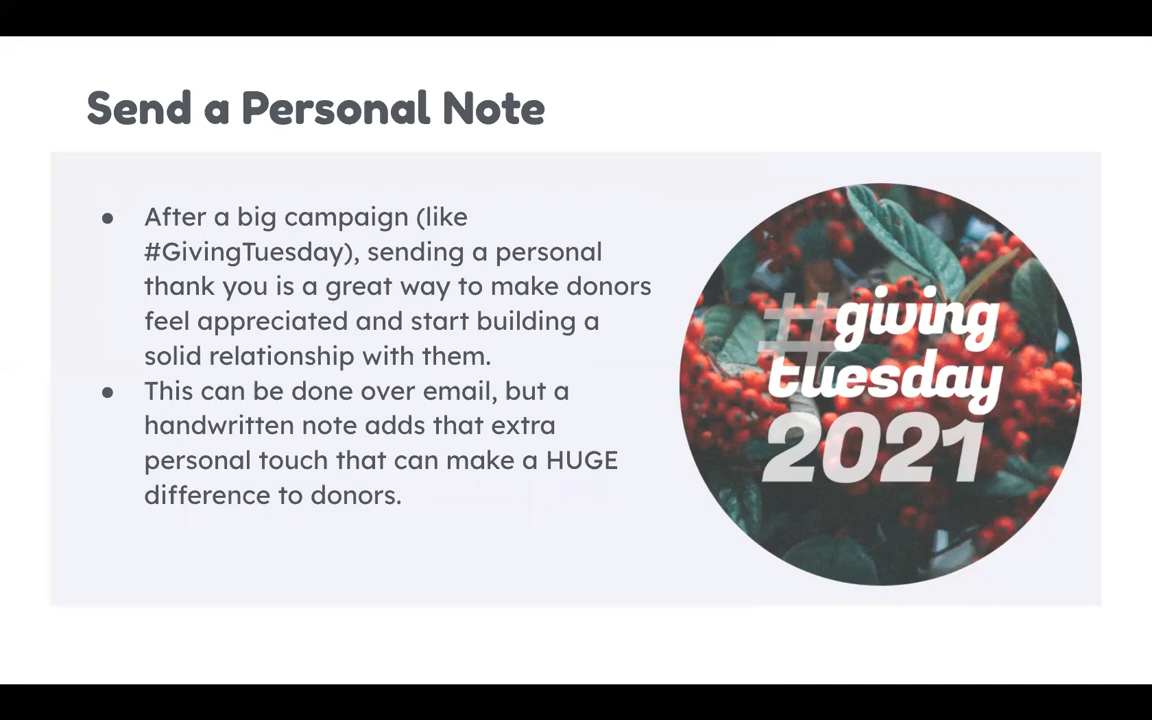 Send a Personal Note
● After a big campaign (like
#GivingTuesday), sending a personal
thank you is a great way to make donors
feel appreciated and start building a
solid relationship with them.
● This can be done over email, but a
handwritten note adds that extra
personal touch that can make a HUGE
difference to donors.
#giving
tuesday
2021